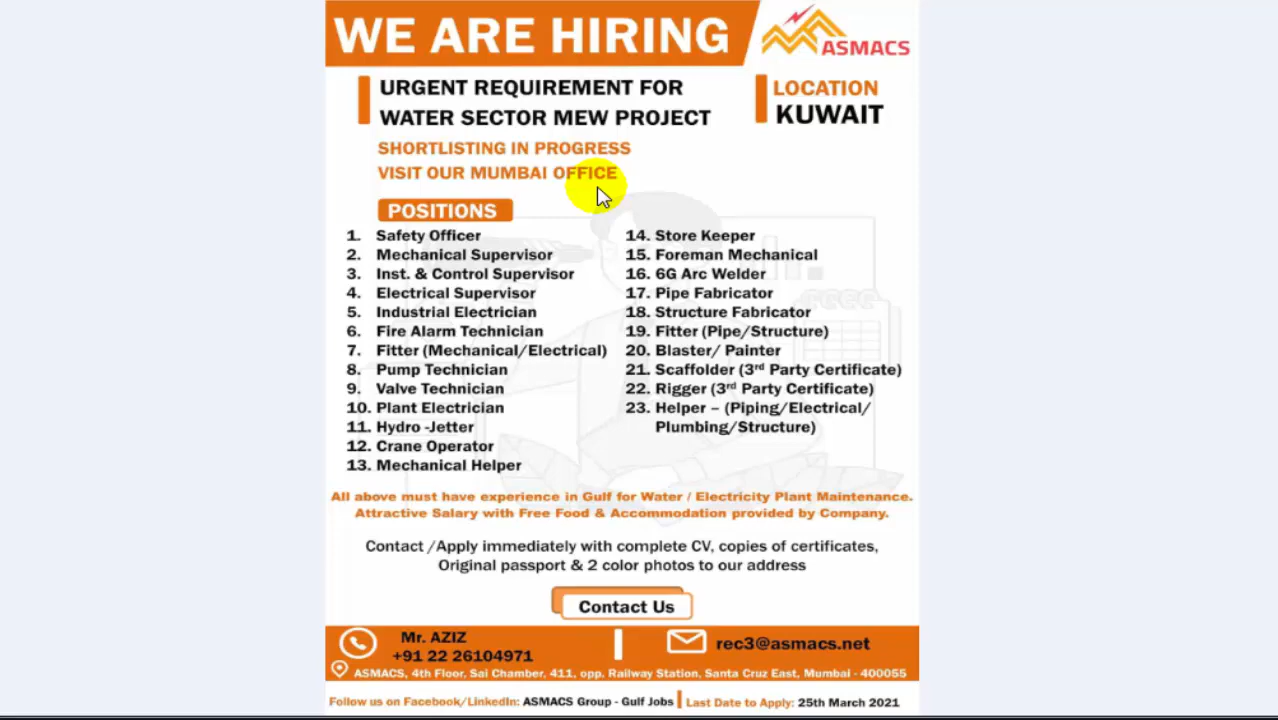 WE ARE HIRING
ASMACS
URGENT REQUIREMENT FOR
WATER SECTOR MEW PROJECT
LOCATION
KUWAIT
SHORTLISTING IN PROGRESS
VISIT OUR MUMBAI OFFICE
POSITIONS
1. Safety Officer
2. Mechanical Supervisor
3. Inst. & Control Supervisor
4. Electrical Supervisor
5. Industrial Electrician
6. Fire Alarm Technician
7. Fitter (Mechanical/Electrical)
8. Pump Technician
9. Valve Technician
10. Plant Electrician
11. Hydro -Jetter
12. Crane Operator
13. Mechanical Helper
14. Store Keeper
15. Foreman Mechanical
16. 6G Arc Welder
17. Pipe Fabricator
18. Structure Fabricator
19. Fitter (Pipe/Structure)
20. Blaster/ Painter
21. Scaffolder (3rd Party Certificate)
22. Rigger (3rd Party Certificate)
23. Helper – (Piping/Electrical/
Plumbing/Structure)
All above must have experience in Gulf for Water / Electricity Plant Maintenance.
Attractive Salary with Free Food & Accommodation provided by Company.
Contact /Apply immediately with complete CV, copies of certificates,
Original passport & 2 color photos to our address
Contact Us
Mr. AZIZ
+91 22 26104971
rec3@asmacs.net
ASMACS, 4th Floor, Sai Chamber, 411, opp. Railway Station, Santa Cruz East, Mumbai - 400055
Follow us on Facebook/LinkedIn: ASMACS Group - Gulf Jobs
Last Date to Apply: 25th March 2021